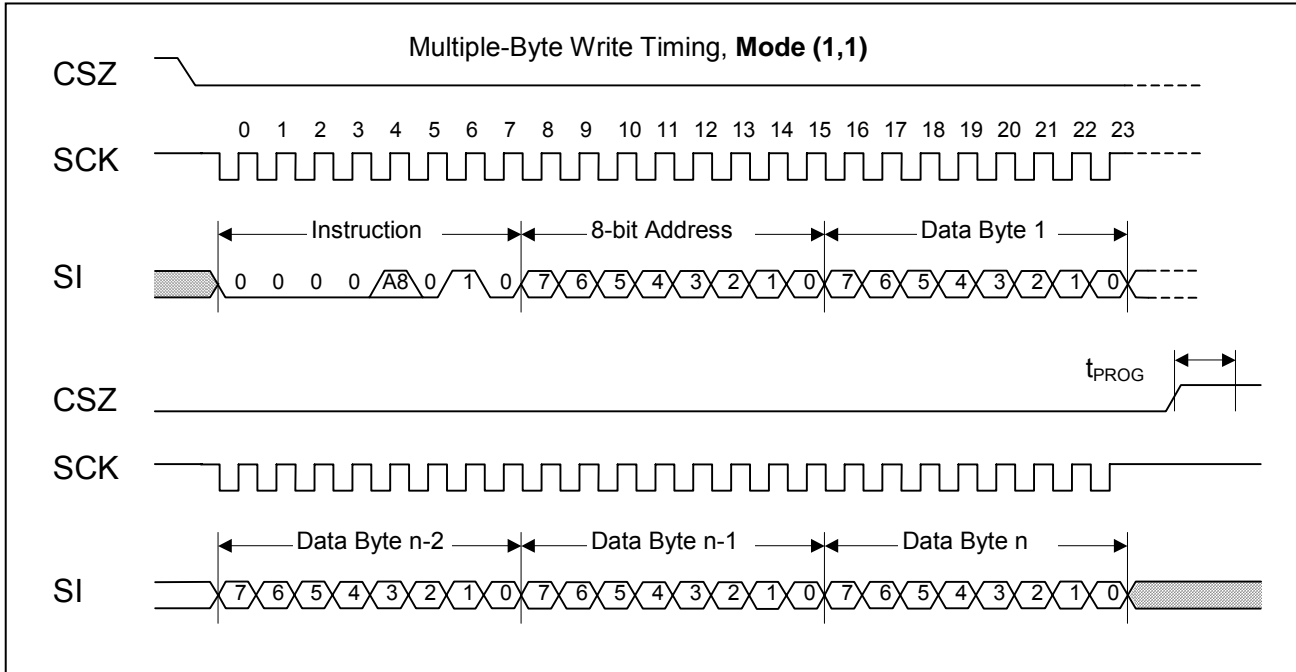 Multiple-Byte Write Timing, Mode (1,1)
CSZ
0 1 2 3 4 5 6 7 8 9 10 11 12 13 14 15 16 17 18 19 20 21 22 23
SCK
Instruction 8-bit Address Data Byte 1
SI 0 0 0 0 A8 0 1 0 7 6 5 4 3 2 1 0 7 6 5 4 3 2 1 0
tPROG
CSZ
SCK
Data Byte n-2 Data Byte n-1 Data Byte n
SI 7 6 5 4 3 2 1 0 7 6 5 4 3 2 1 0 7 6 5 4 3 2 1 0